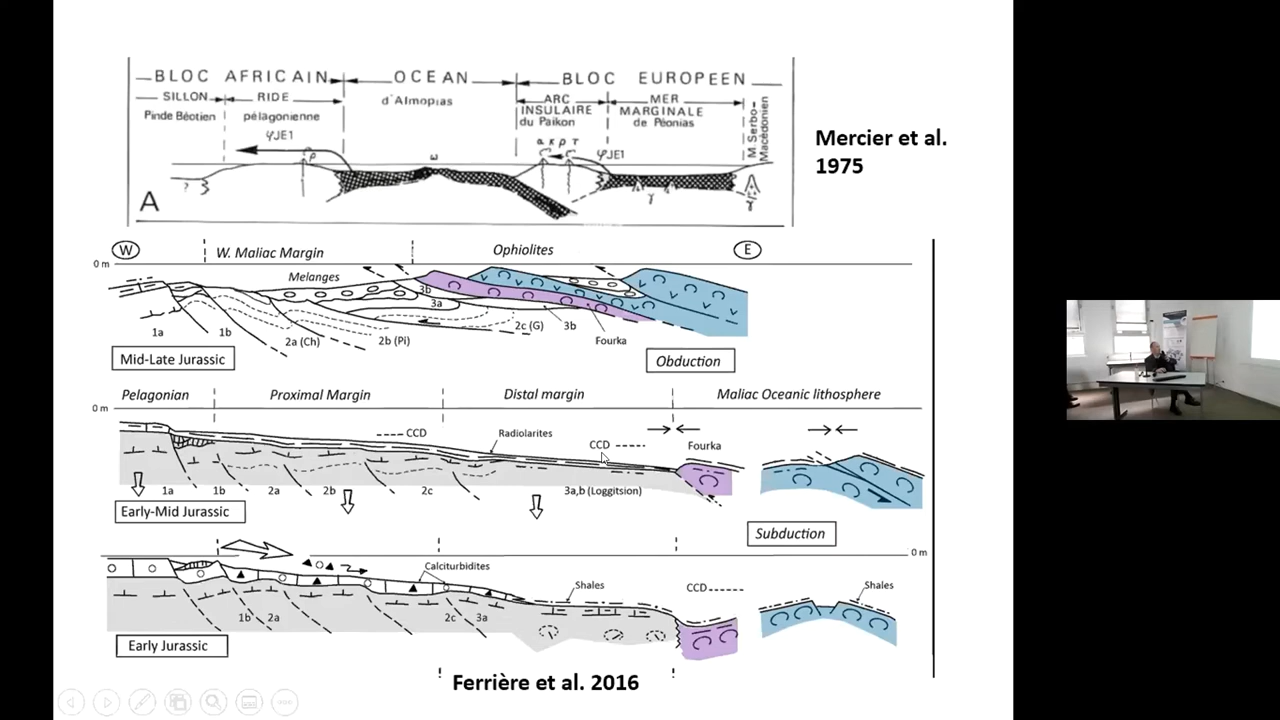 BLOC AFRICAIN OCEAN BLOC EUROPEEN
SILLON RIDE d'Almopias ARC MER
Pinde Béotien pélagonienne INSULAIRE MARGINALE
du Paikon de Péonias
M. Serbo-
Macédonien
φJE1
ρ ω α κ ρ τ φJE1
? γ γ
A
Mercier et al.
1975
W W. Maliac Margin Ophiolites E
0 m
Melanges
3b
3a
1a 1b 2a (Ch) 2b (Pi) 2c (G) 3b
Fourka
Mid-Late Jurassic Obduction
Pelagonian Proximal Margin Distal margin Maliac Oceanic lithosphere
0 m
CCD Radiolarites CCD Fourka
1a 1b 2a 2b 2c 3a,b (Loggitsion)
Early-Mid Jurassic
Subduction
0 m
Calciturbidites
Shales CCD Shales
1b 2a 2c 3a
Early Jurassic
Ferrière et al. 2016